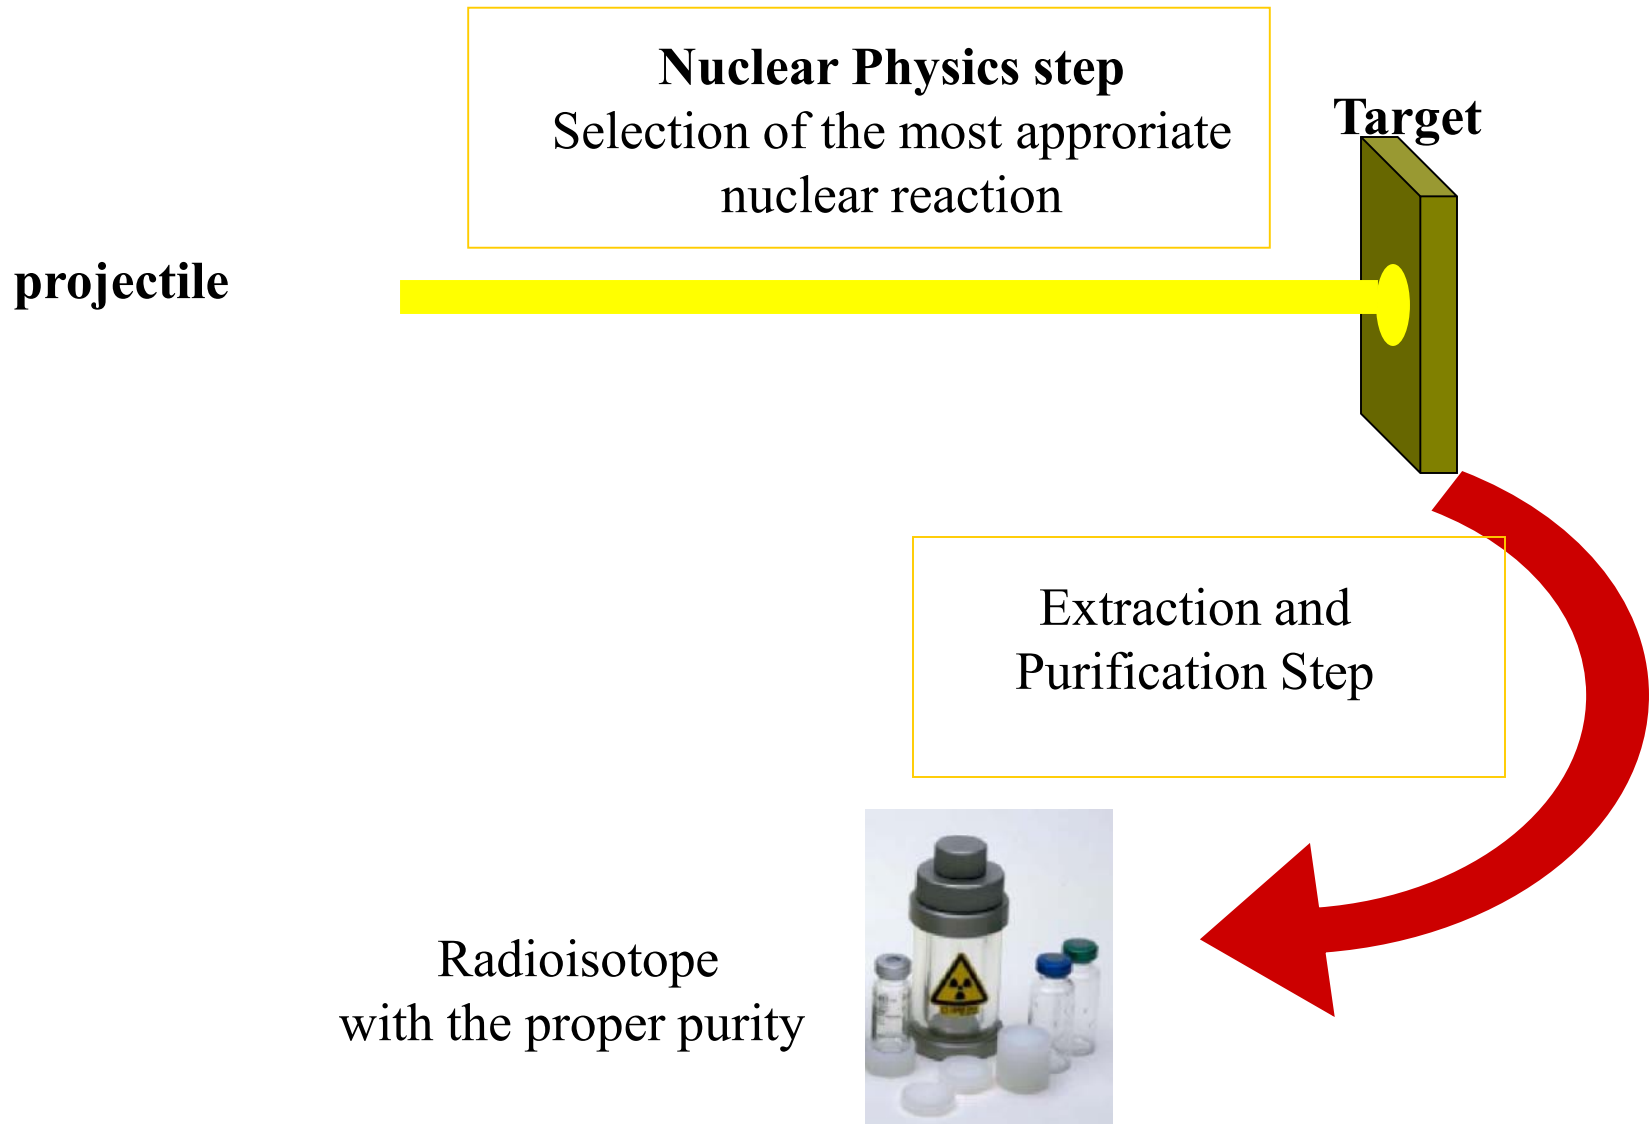 Nuclear Physics step
Selection of the most approriate
nuclear reaction
Target
projectile
Extraction and
Purification Step
Radioisotope
with the proper purity